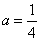 a = 1/4